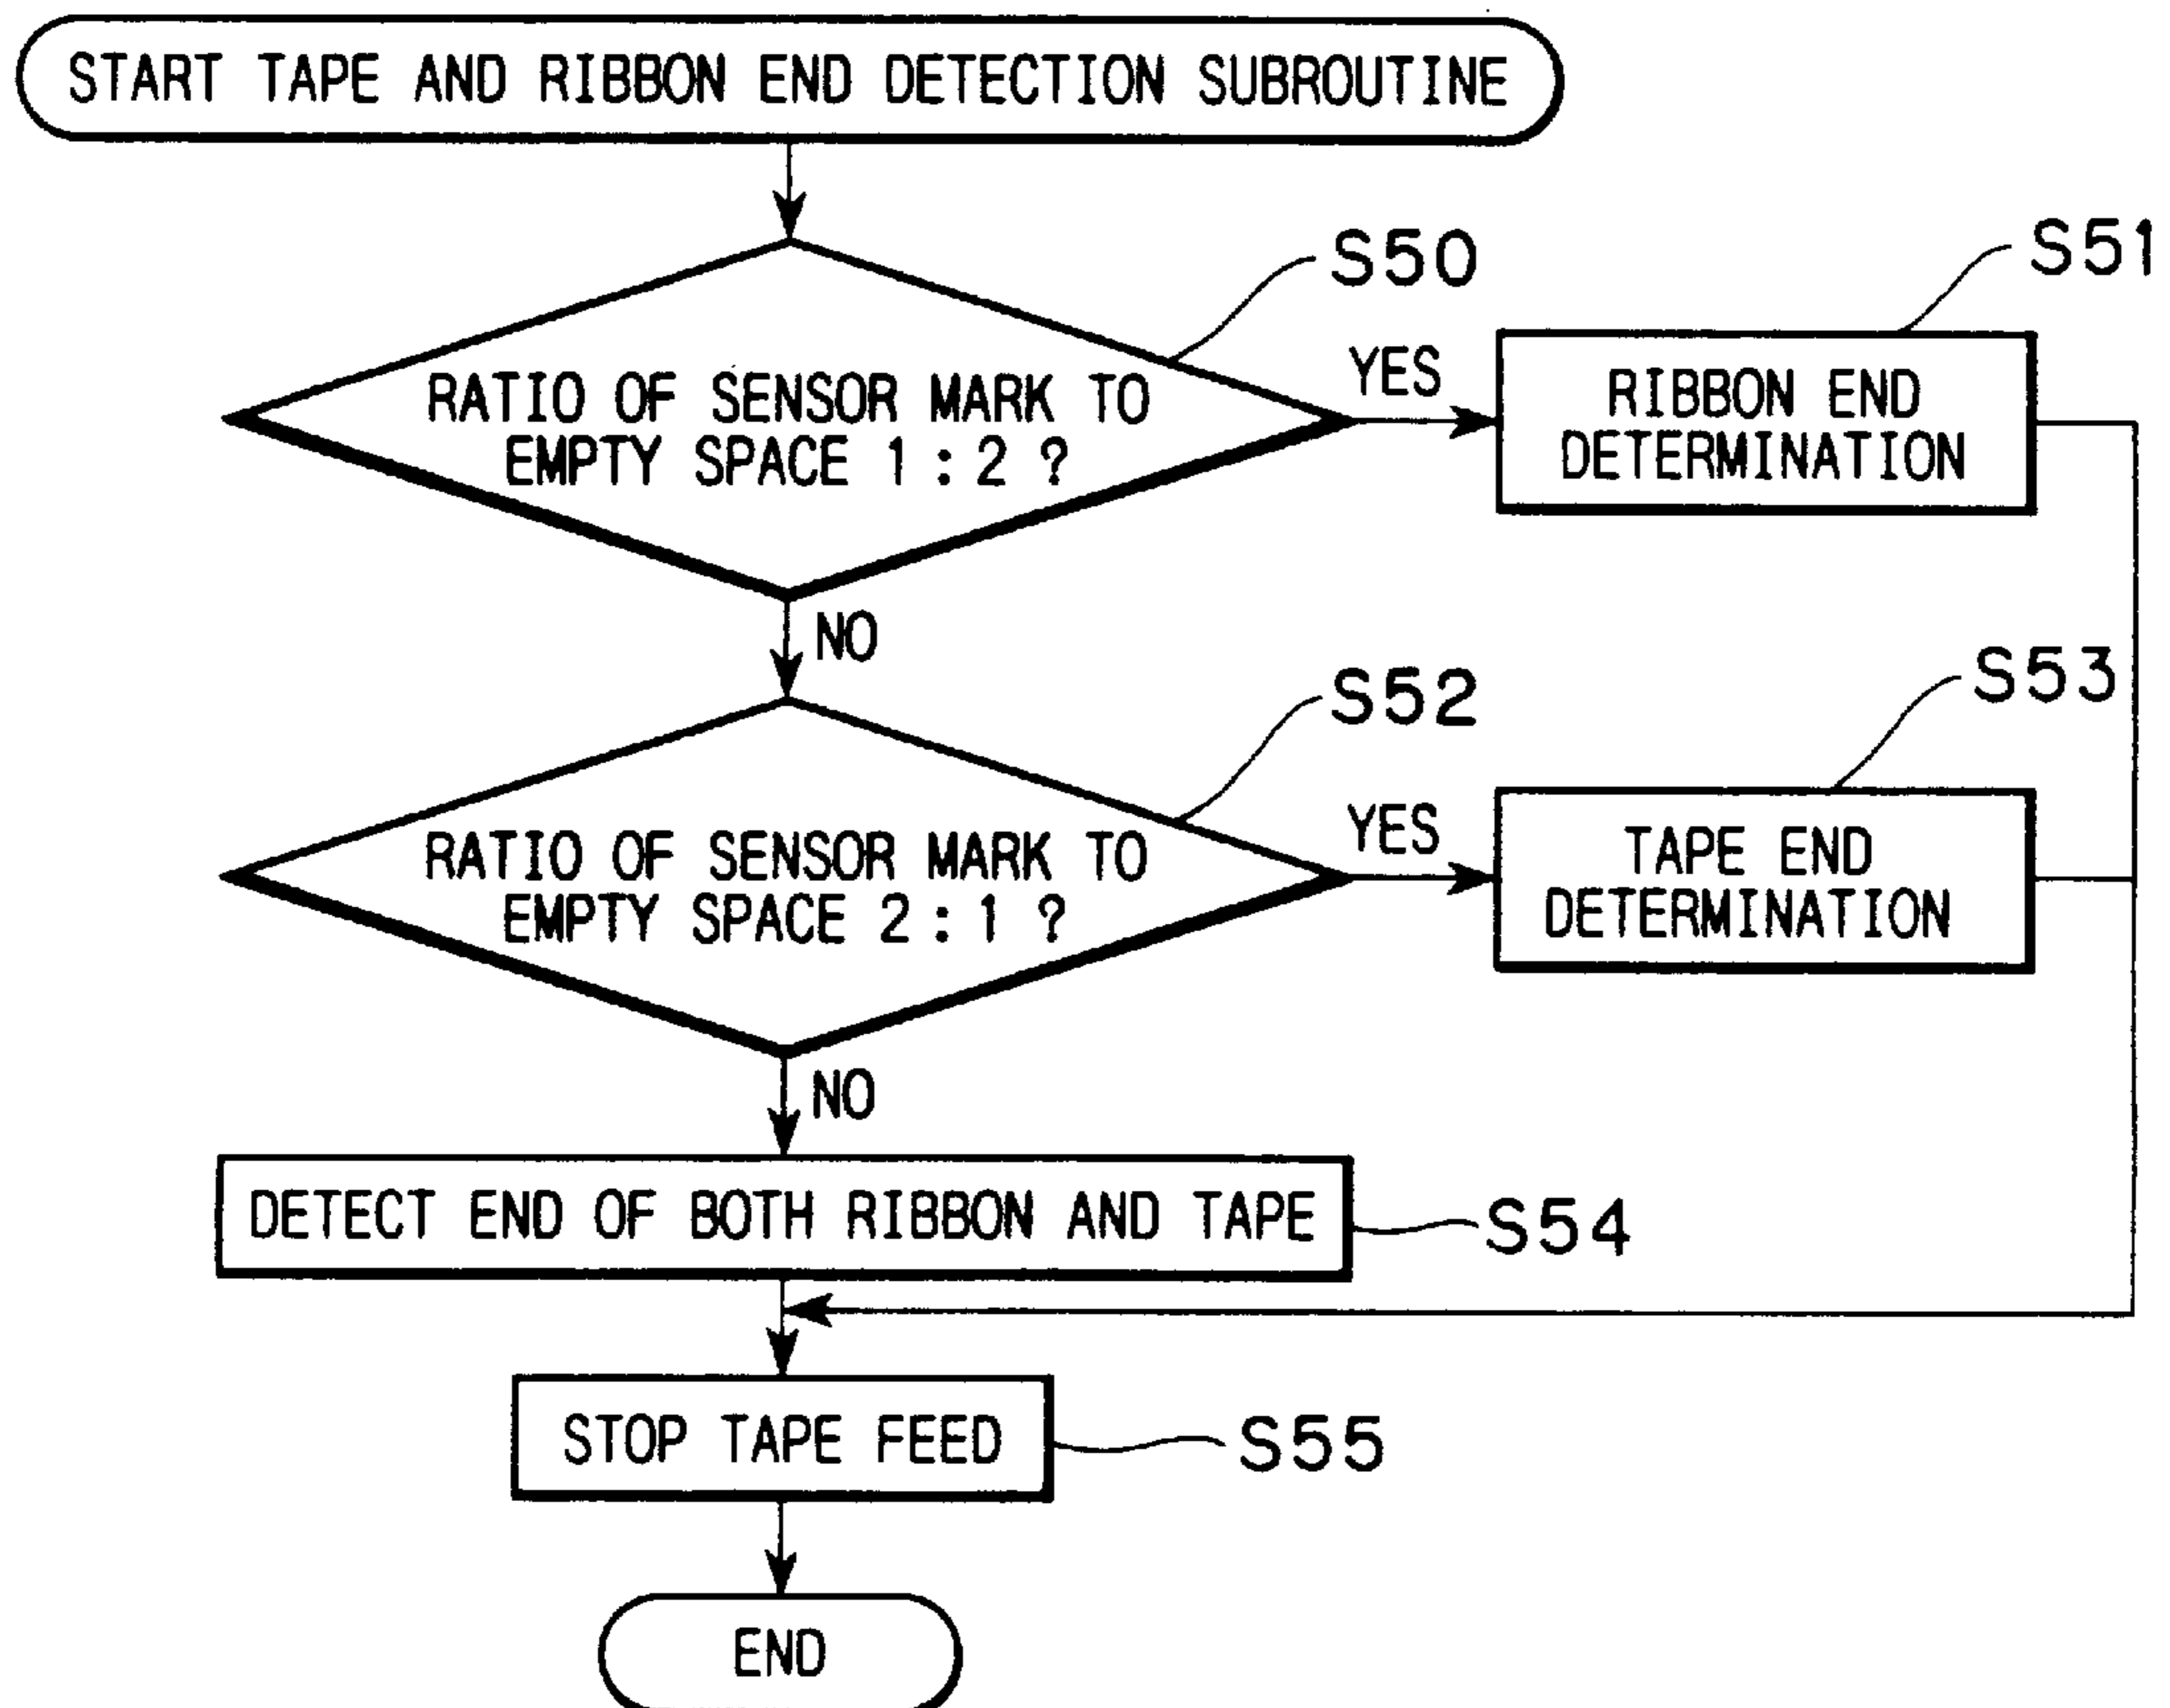 START TAPE AND RIBBON END DETECTION SUBROUTINE
S50
S51
RATIO OF SENSOR MARK TO
EMPTY SPACE 1 : 2 ?
YES
RIBBON END
DETERMINATION
NO
S52
S53
RATIO OF SENSOR MARK TO
EMPTY SPACE 2 : 1 ?
YES
TAPE END
DETERMINATION
NO
DETECT END OF BOTH RIBBON AND TAPE
S54
STOP TAPE FEED
S55
END